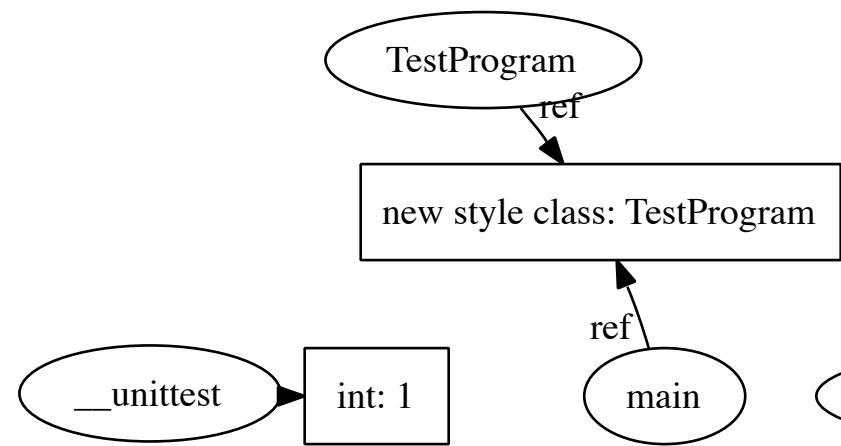 TestProgram
ref
new style class: TestProgram
ref
__unittest
int: 1
main